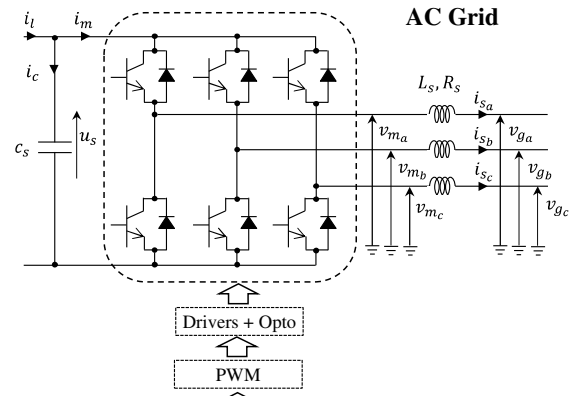 AC Grid
i_l
i_m
i_c
c_s
u_s
L_s, R_s
i_{s_a}
i_{s_b}
i_{s_c}
v_{m_a}
v_{m_b}
v_{m_c}
v_{g_a}
v_{g_b}
v_{g_c}
Drivers + Opto
PWM